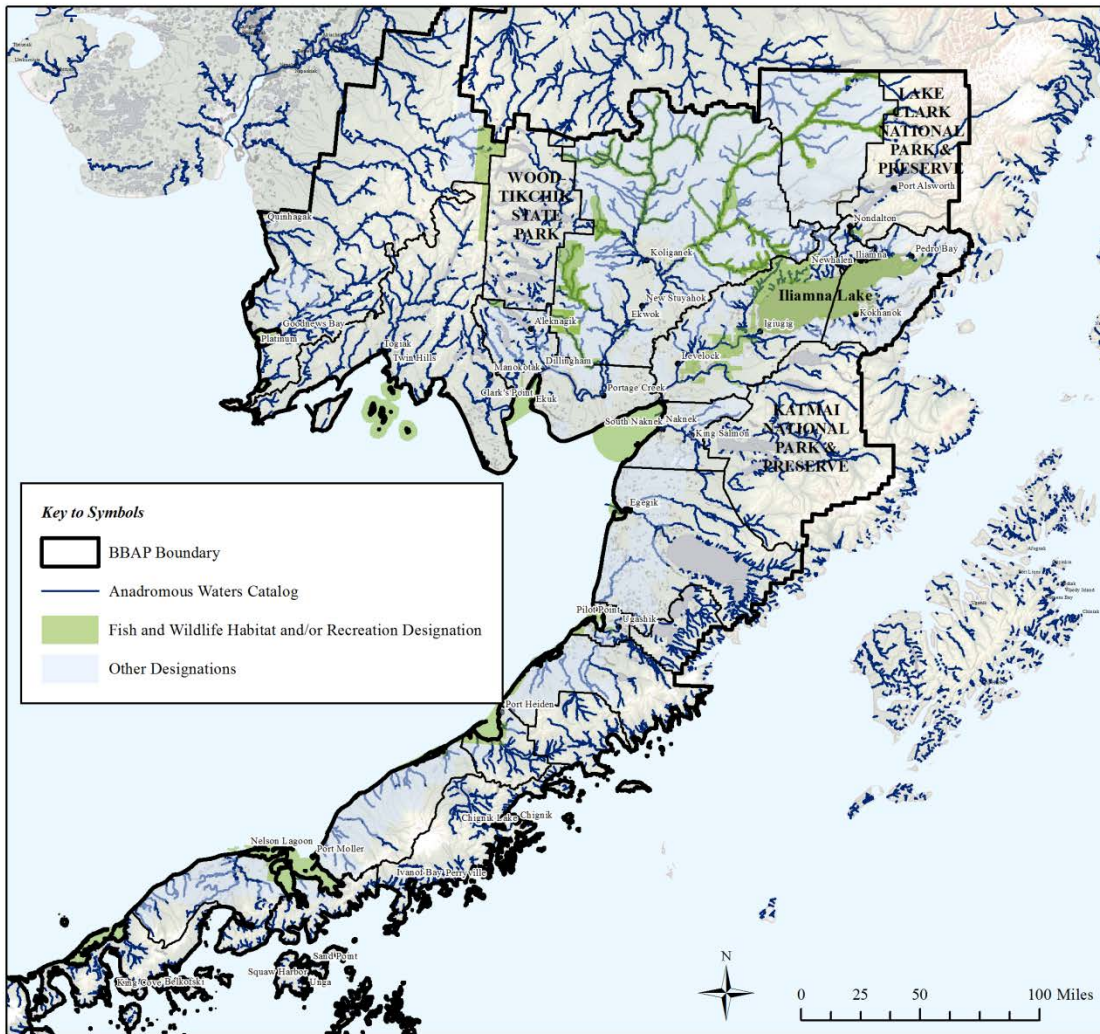 LAKE
CLARK
NATIONAL
PARK &
PRESERVE
WOOD-
TIKCHIK
STATE
PARK
Port Alsworth
Quinhagak
Nondalton
Koliganek
Newhalen
Iliamna
Pedro Bay
New Stuyahok
Iliamna Lake
Ekwok
Kokhanok
Goodnews Bay
Aleknagik
Igiugig
Platinum
Togiak
Twin Hills
Dillingham
Levelock
Manokotak
Clark's Point
Ekuk
Portage Creek
South Naknek
Naknek
King Salmon
KATMAI
NATIONAL
PARK &
PRESERVE
Key to Symbols
BBAP Boundary
Anadromous Waters Catalog
Fish and Wildlife Habitat and/or Recreation Designation
Other Designations
Egegik
Pilot Point
Ugashik
Port Heiden
Chignik Lake
Chignik
Nelson Lagoon
Port Moller
Ivanof Bay
Perryville
Sand Point
Squaw Harbor
Unga
King Cove
Belkofski
N
0 25 50 100 Miles